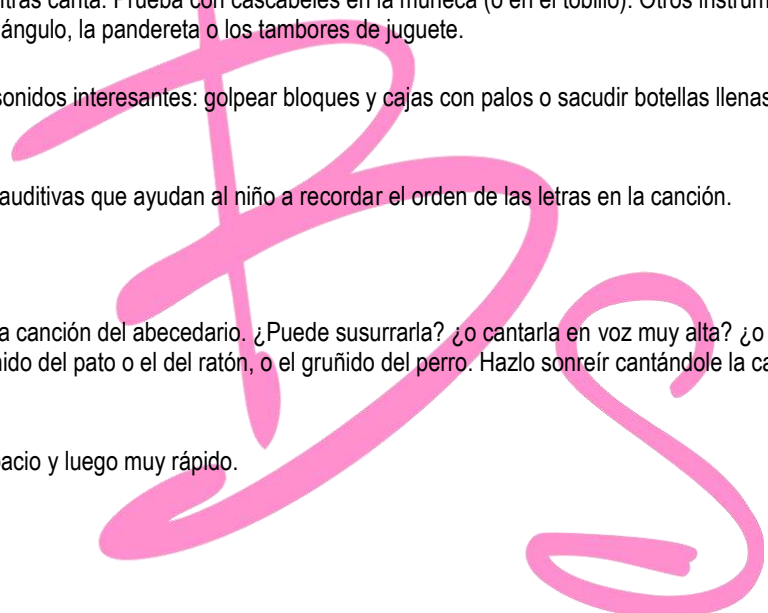 tras canta. Prueba con cascabeles en la muñeca (o en el tobillo). Otros instrum
ángulo, la pandereta o los tambores de juguete.
sonidos interesantes: golpear bloques y cajas con palos o sacudir botellas llenas
auditivas que ayudan al niño a recordar el orden de las letras en la canción.
a canción del abecedario. ¿Puede susurrarla? ¿o cantarla en voz muy alta? ¿o
ido del pato o el del ratón, o el gruñido del perro. Hazlo sonreír cantándole la ca
acio y luego muy rápido.
Bs